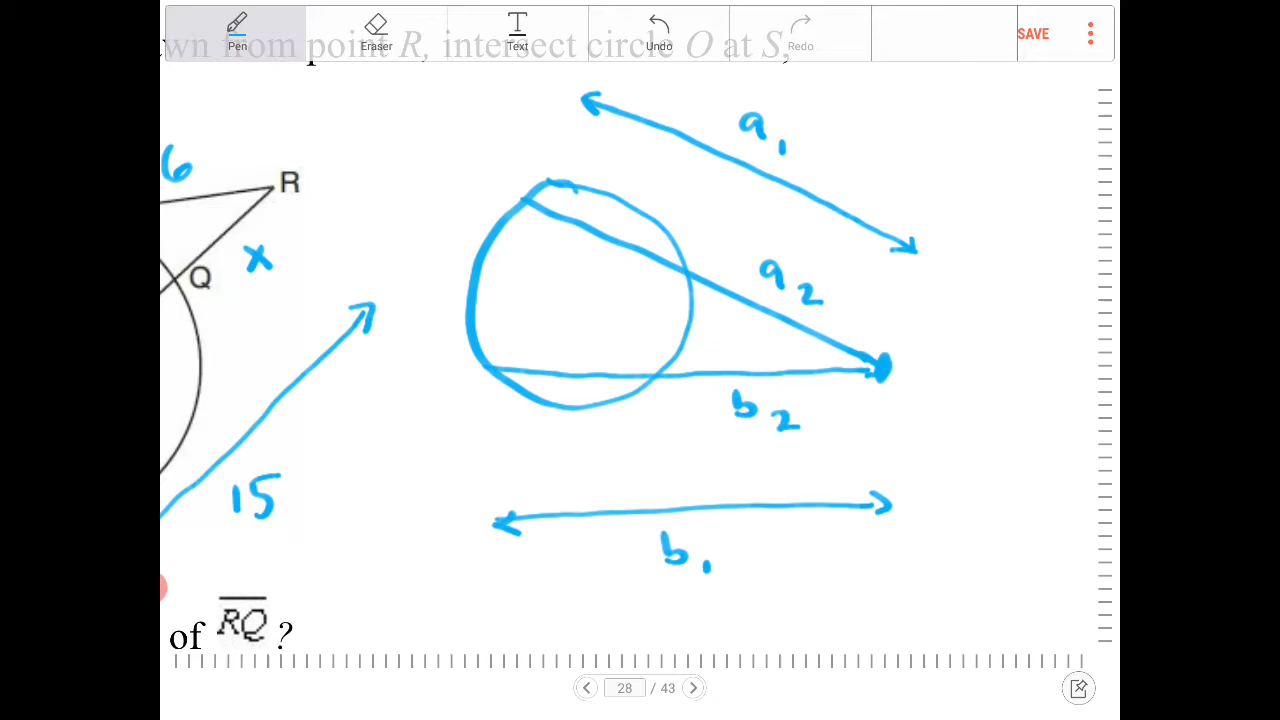 Pen Eraser Text Undo Redo SAVE
wn from point R, intersect circle O at S,
a1
6
R
x
Q
a2
b2
15
b1
of RQ ?
28 / 43